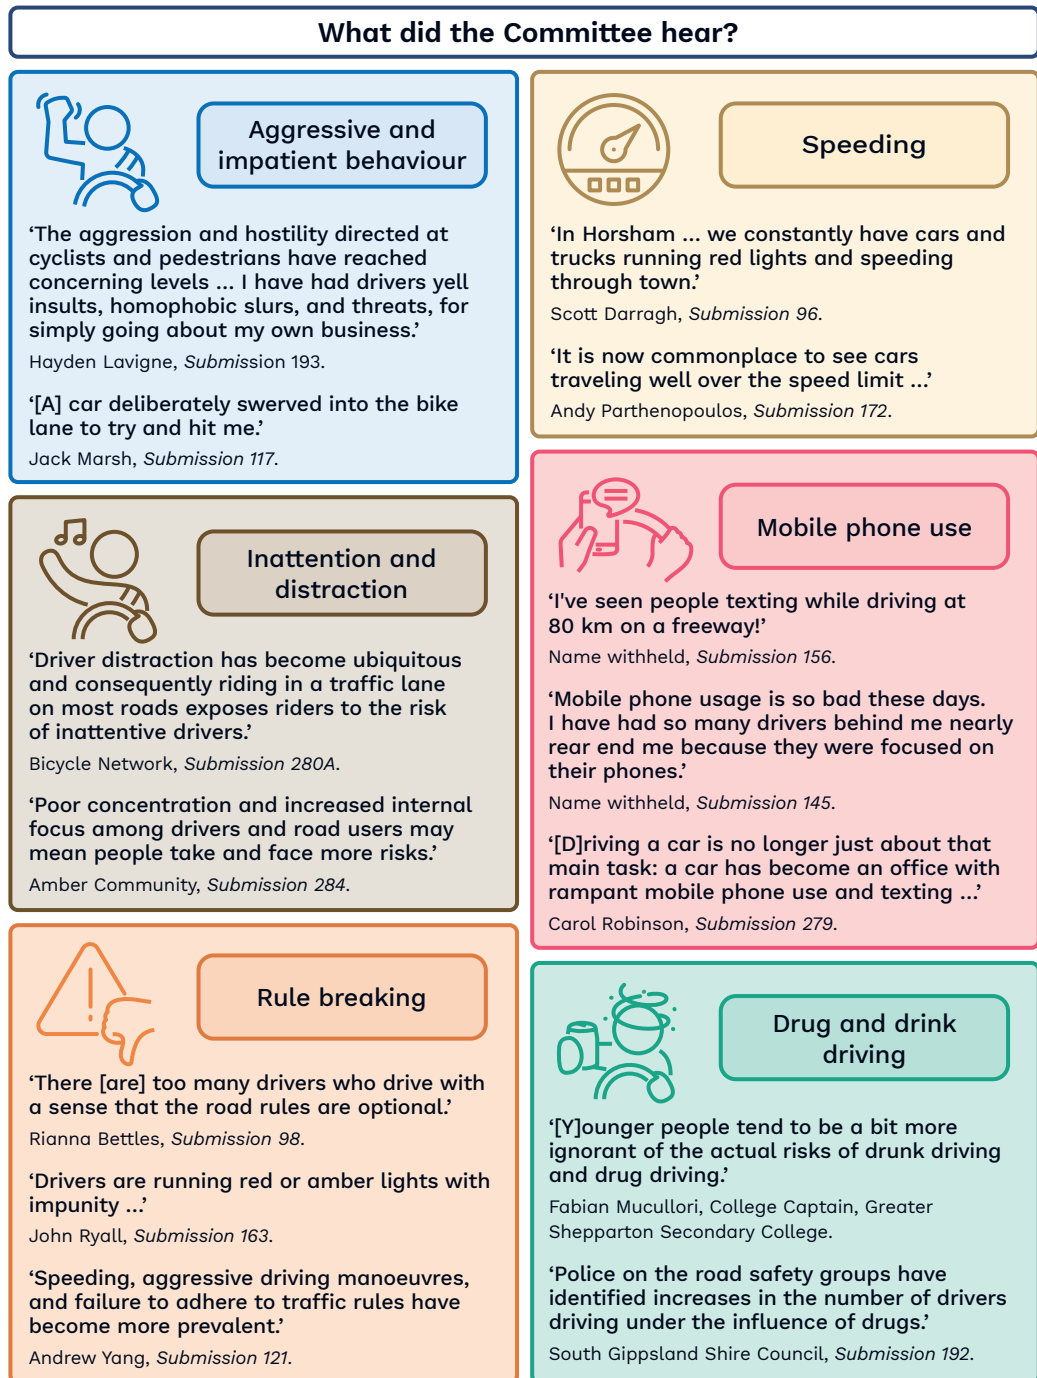 What did the Committee hear?
Aggressive and
impatient behaviour
‘The aggression and hostility directed at
cyclists and pedestrians have reached
concerning levels ... I have had drivers yell
insults, homophobic slurs, and threats, for
simply going about my own business.’
Hayden Lavigne, Submission 193.
‘[A] car deliberately swerved into the bike
lane to try and hit me.’
Jack Marsh, Submission 117.
Inattention and
distraction
‘Driver distraction has become ubiquitous
and consequently riding in a traffic lane
on most roads exposes riders to the risk
of inattentive drivers.’
Bicycle Network, Submission 280A.
‘Poor concentration and increased internal
focus among drivers and road users may
mean people take and face more risks.’
Amber Community, Submission 284.
Rule breaking
‘There [are] too many drivers who drive with
a sense that the road rules are optional.’
Rianna Bettles, Submission 98.
‘Drivers are running red or amber lights with
impunity ...’
John Ryall, Submission 163.
‘Speeding, aggressive driving manoeuvres,
and failure to adhere to traffic rules have
become more prevalent.’
Andrew Yang, Submission 121.
Speeding
‘In Horsham ... we constantly have cars and
trucks running red lights and speeding
through town.’
Scott Darragh, Submission 96.
‘It is now commonplace to see cars
traveling well over the speed limit ...’
Andy Parthenopoulos, Submission 172.
Mobile phone use
‘I've seen people texting while driving at
80 km on a freeway!’
Name withheld, Submission 156.
‘Mobile phone usage is so bad these days.
I have had so many drivers behind me nearly
rear end me because they were focused on
their phones.’
Name withheld, Submission 145.
‘[D]riving a car is no longer just about that
main task: a car has become an office with
rampant mobile phone use and texting ...’
Carol Robinson, Submission 279.
Drug and drink
driving
‘[Y]ounger people tend to be a bit more
ignorant of the actual risks of drunk driving
and drug driving.’
Fabian Mucullori, College Captain, Greater
Shepparton Secondary College.
‘Police on the road safety groups have
identified increases in the number of drivers
driving under the influence of drugs.’
South Gippsland Shire Council, Submission 192.